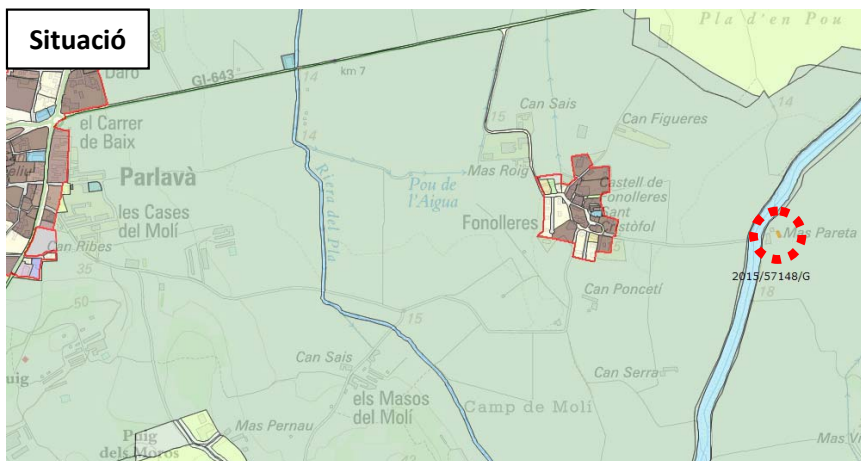 Situació
Pla d'en Pou
Daró
GI-643
km 7
14
15
14
14
Can Sais
Can Figueres
el Carrer
de Baix
Riera del Pla
Pou de
l'Aigua
Mas Roig
Parlavà
Castell de
Fonolleres
Sant
Cristòfol
les Cases
del Molí
Fonolleres
Mas Pareta
Can Ribes
35
2015/57148/G
Can Poncetí
18
50
15
Can Sais
Can Serra
els Masos
del Molí
Camp de Molí
Mas Pernau
Puig
dels Moros